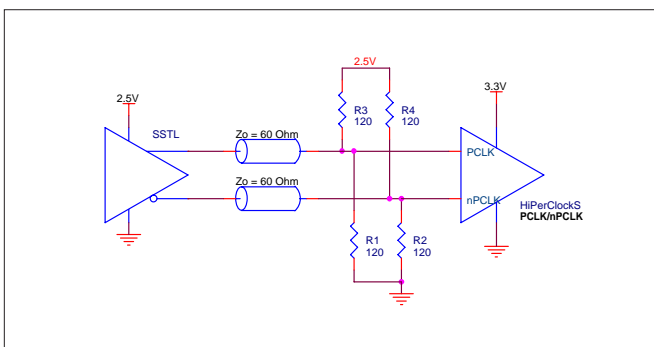 2.5V
SSTL
Zo = 60 Ohm
Zo = 60 Ohm
2.5V
R3
120
R4
120
R1
120
R2
120
3.3V
PCLK
nPCLK
HiPerClockS
PCLK/nPCLK